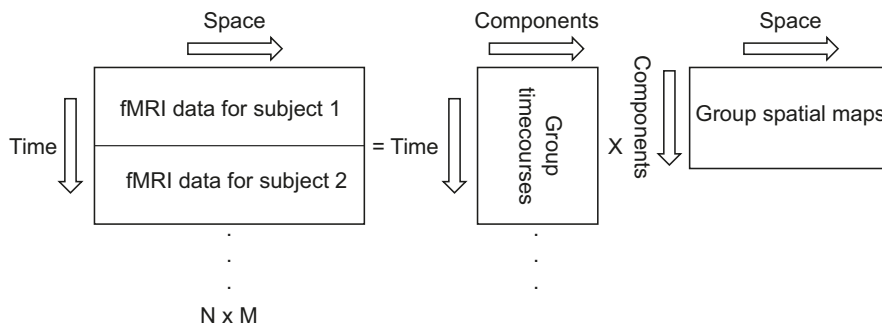 Space
Components
Space
Time
fMRI data for subject 1
fMRI data for subject 2
= Time
Group
timecourses
X
Components
Group spatial maps
.
.
.
.
.
.
N x M